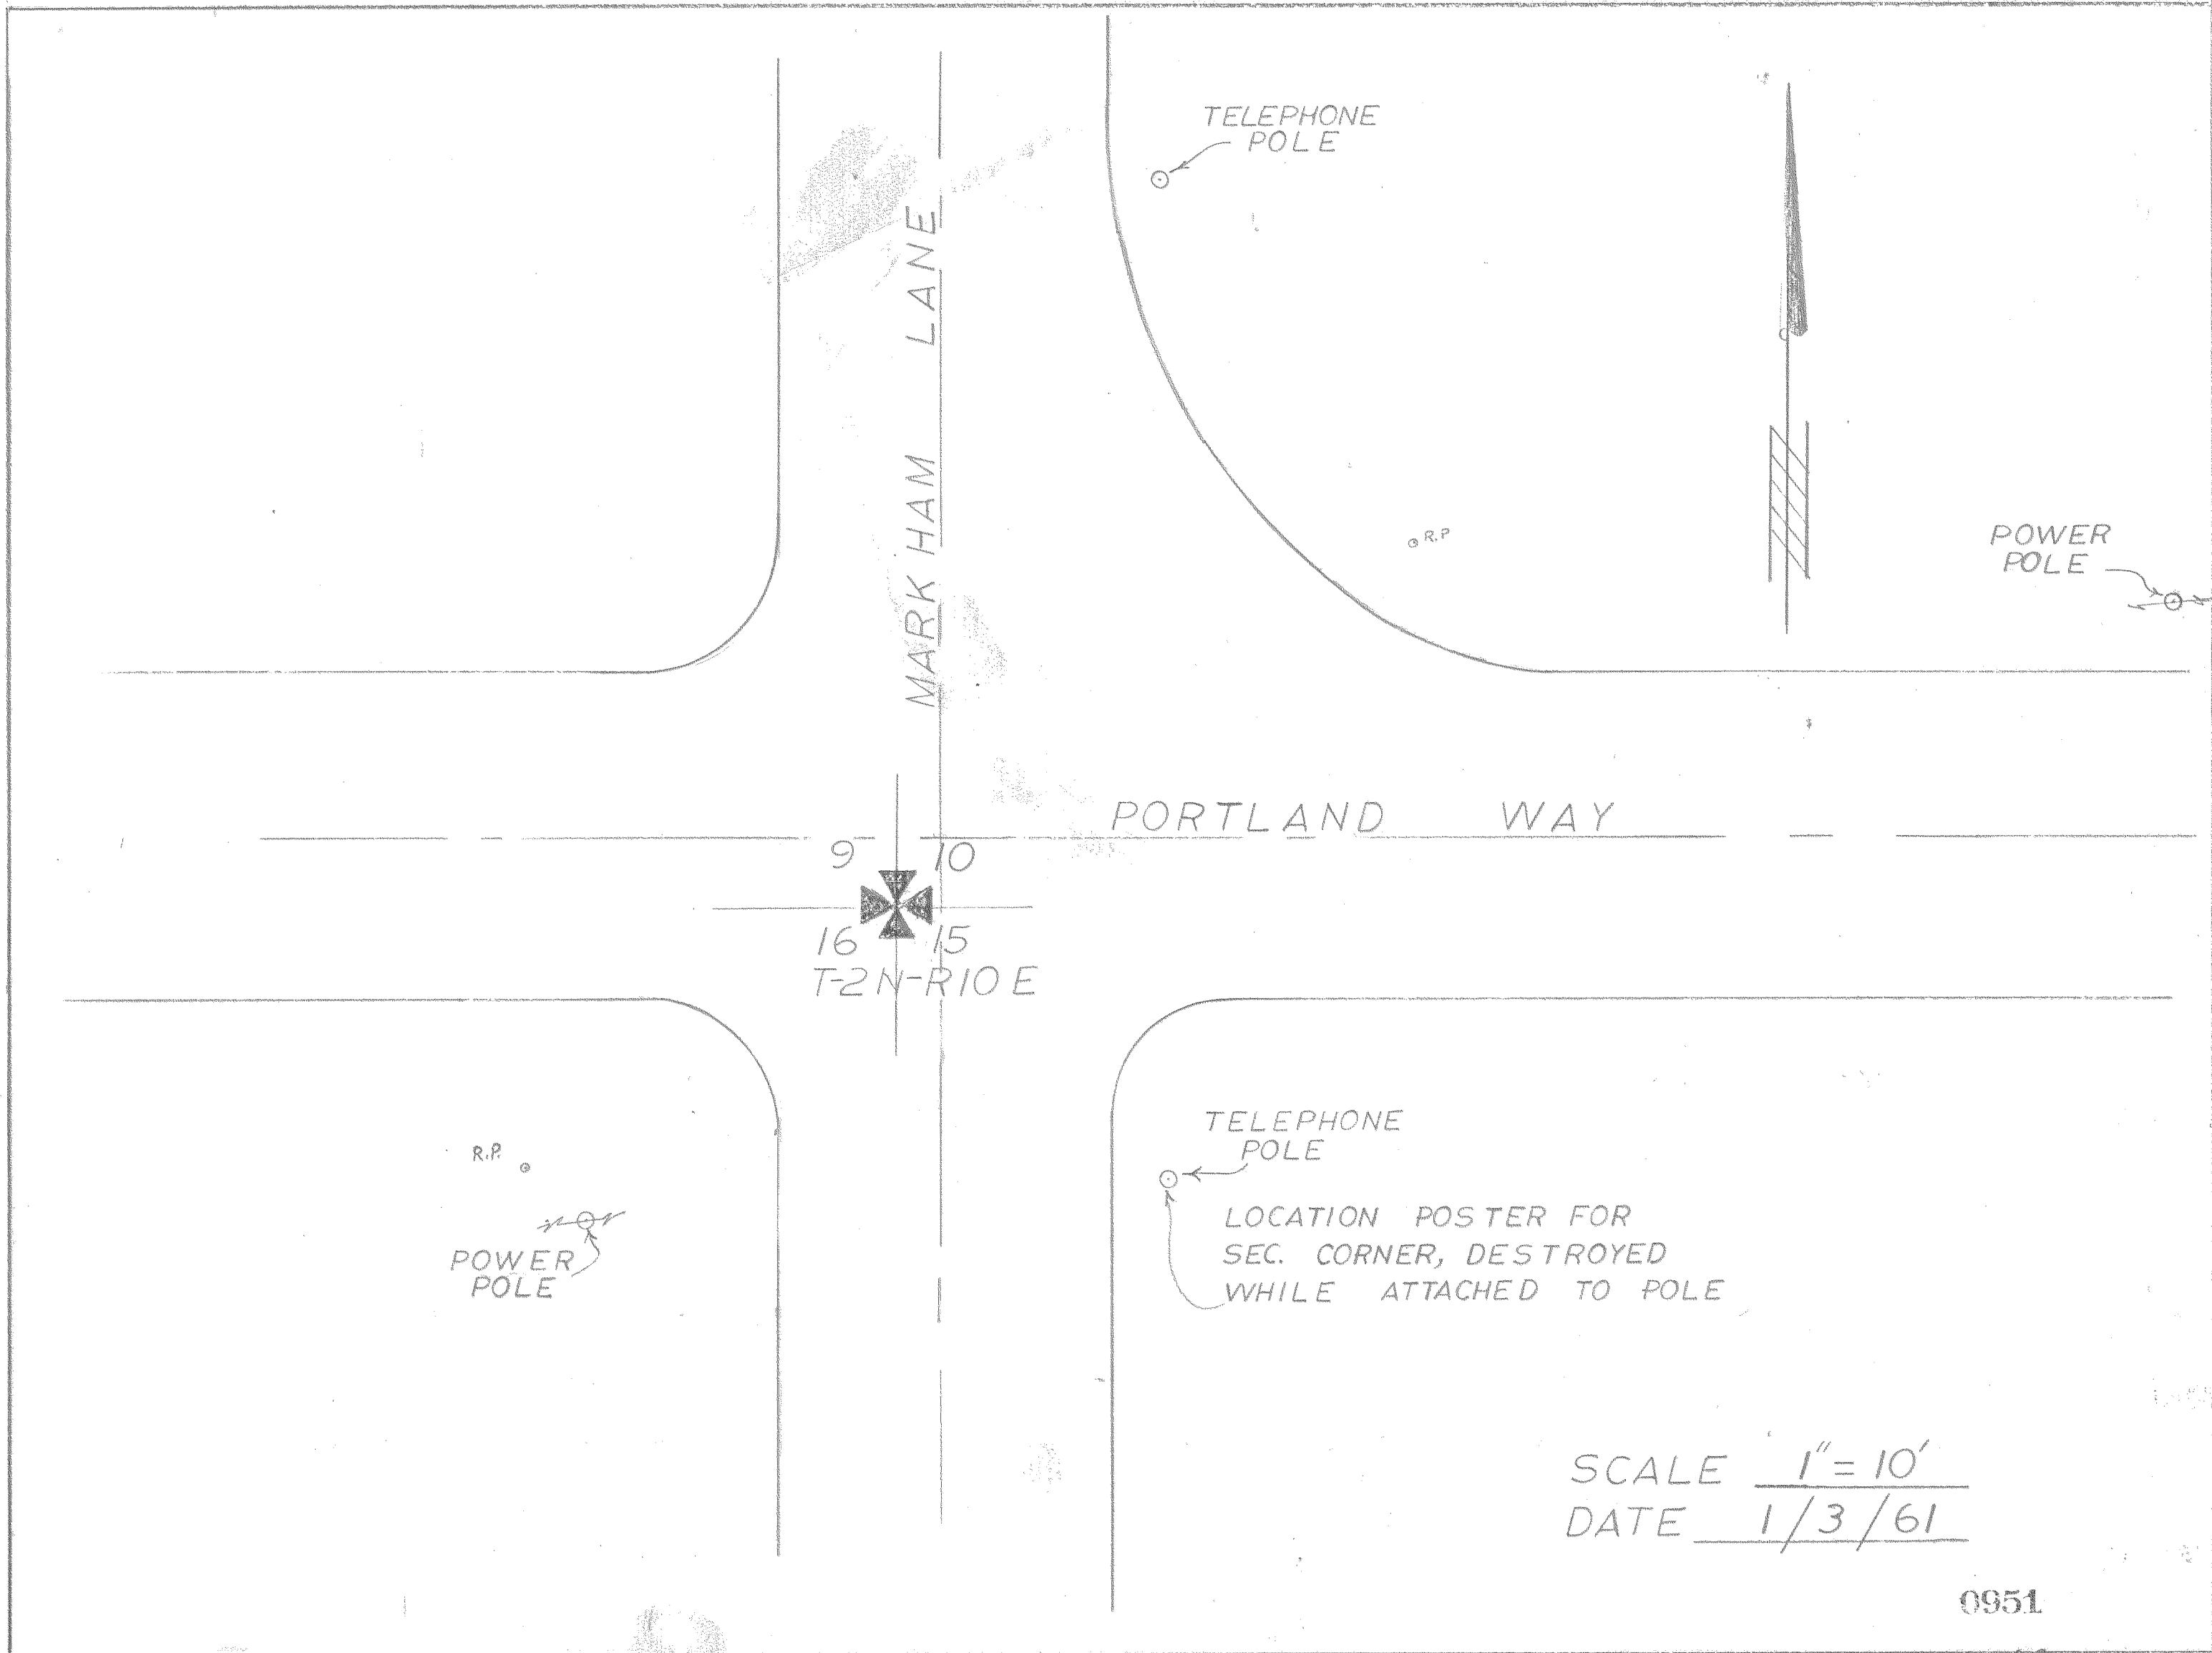 TELEPHONE
POLE
MARKHAM LANE
R.P
POWER
POLE
PORTLAND WAY
9 10
16 15
T-2N-R10E
R.P.
POWER
POLE
TELEPHONE
POLE
LOCATION POSTER FOR
SEC. CORNER, DESTROYED
WHILE ATTACHED TO POLE
SCALE 1" = 10'
DATE 1/3/61
0951